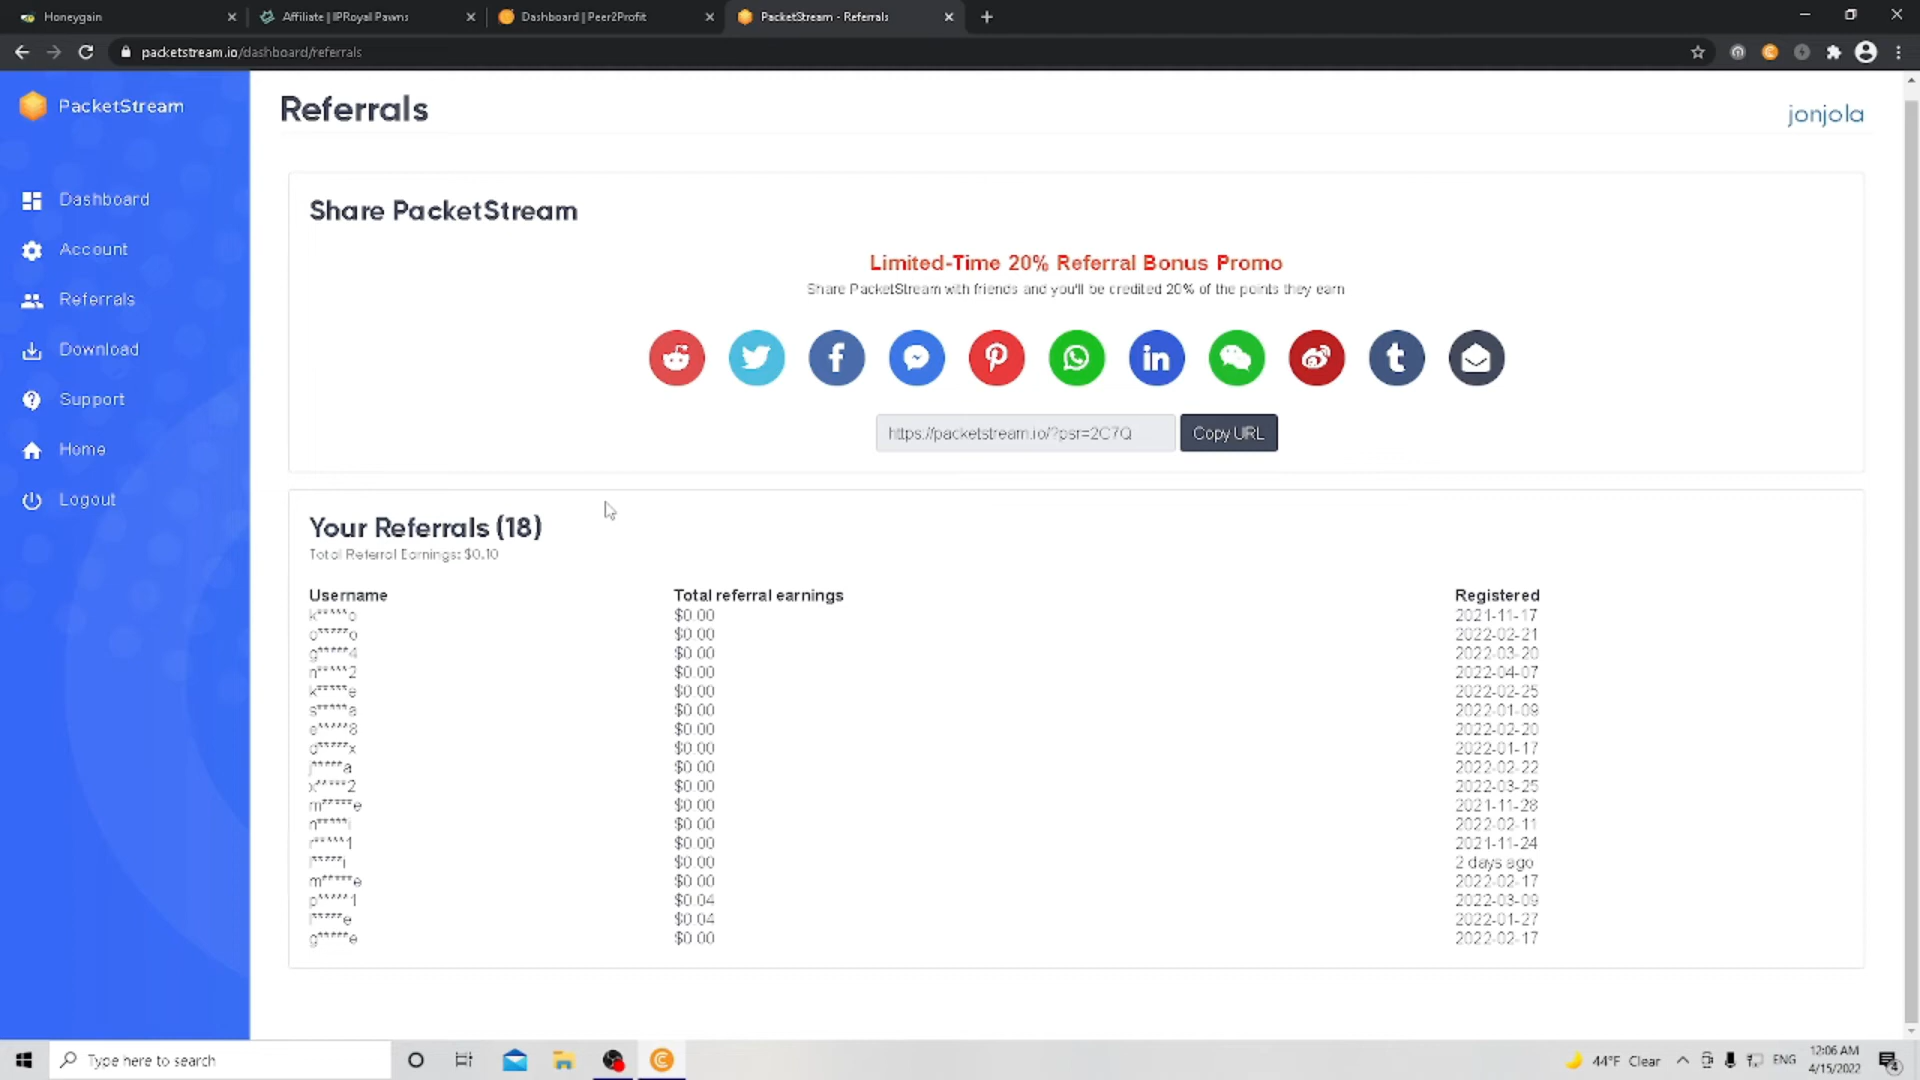 Honeygain
Affiliate | IPRoyal Pawns
Dashboard | Peer2Profit
PacketStream - Referrals
packetstream.io/dashboard/referrals
PacketStream
Dashboard
Account
Referrals
Download
Support
Home
Logout
Referrals
jonjola
Share PacketStream
Limited-Time 20% Referral Bonus Promo
Share PacketStream with friends and you'll be credited 20% of the points they earn
https://packetstream.io/?psr=2C7Q
Copy URL
Your Referrals (18)
Total Referral Earnings: $0.10
Username Total referral earnings Registered
k*****o $0.00 2021-11-17
o*****o $0.00 2022-02-21
g*****4 $0.00 2022-03-20
n*****2 $0.00 2022-04-07
k*****e $0.00 2022-02-25
s*****a $0.00 2022-01-09
e*****8 $0.00 2022-02-20
d*****x $0.00 2022-01-17
j*****a $0.00 2022-02-22
x*****2 $0.00 2022-03-25
m*****e $0.00 2021-11-28
n*****i $0.00 2022-02-11
r*****1 $0.00 2021-11-24
l*****i $0.00 2 days ago
m*****e $0.00 2022-02-17
p*****1 $0.04 2022-03-09
l*****e $0.04 2022-01-27
g*****e $0.00 2022-02-17
Type here to search
44°F Clear
ENG
12:06 AM
4/15/2022
4